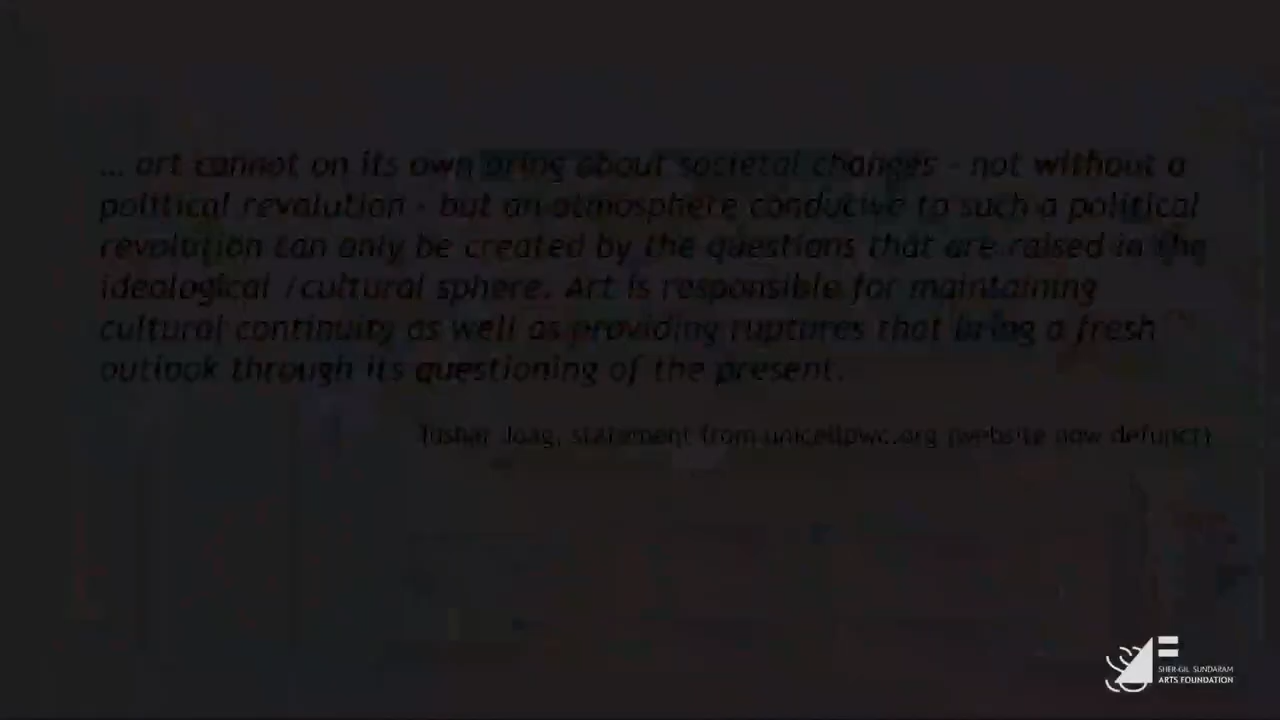 ... art cannot on its own bring about societal changes - not without a
political revolution - but an atmosphere conducive to such a political
revolution can only be created by the questions that are raised in the
ideological /cultural sphere. Art is responsible for maintaining
cultural continuity as well as providing ruptures that bring a fresh
outlook through its questioning of the present.
Tushar Joag, statement from unicellpwc.org (website now defunct)
SHER-GIL SUNDARAM
ARTS FOUNDATION